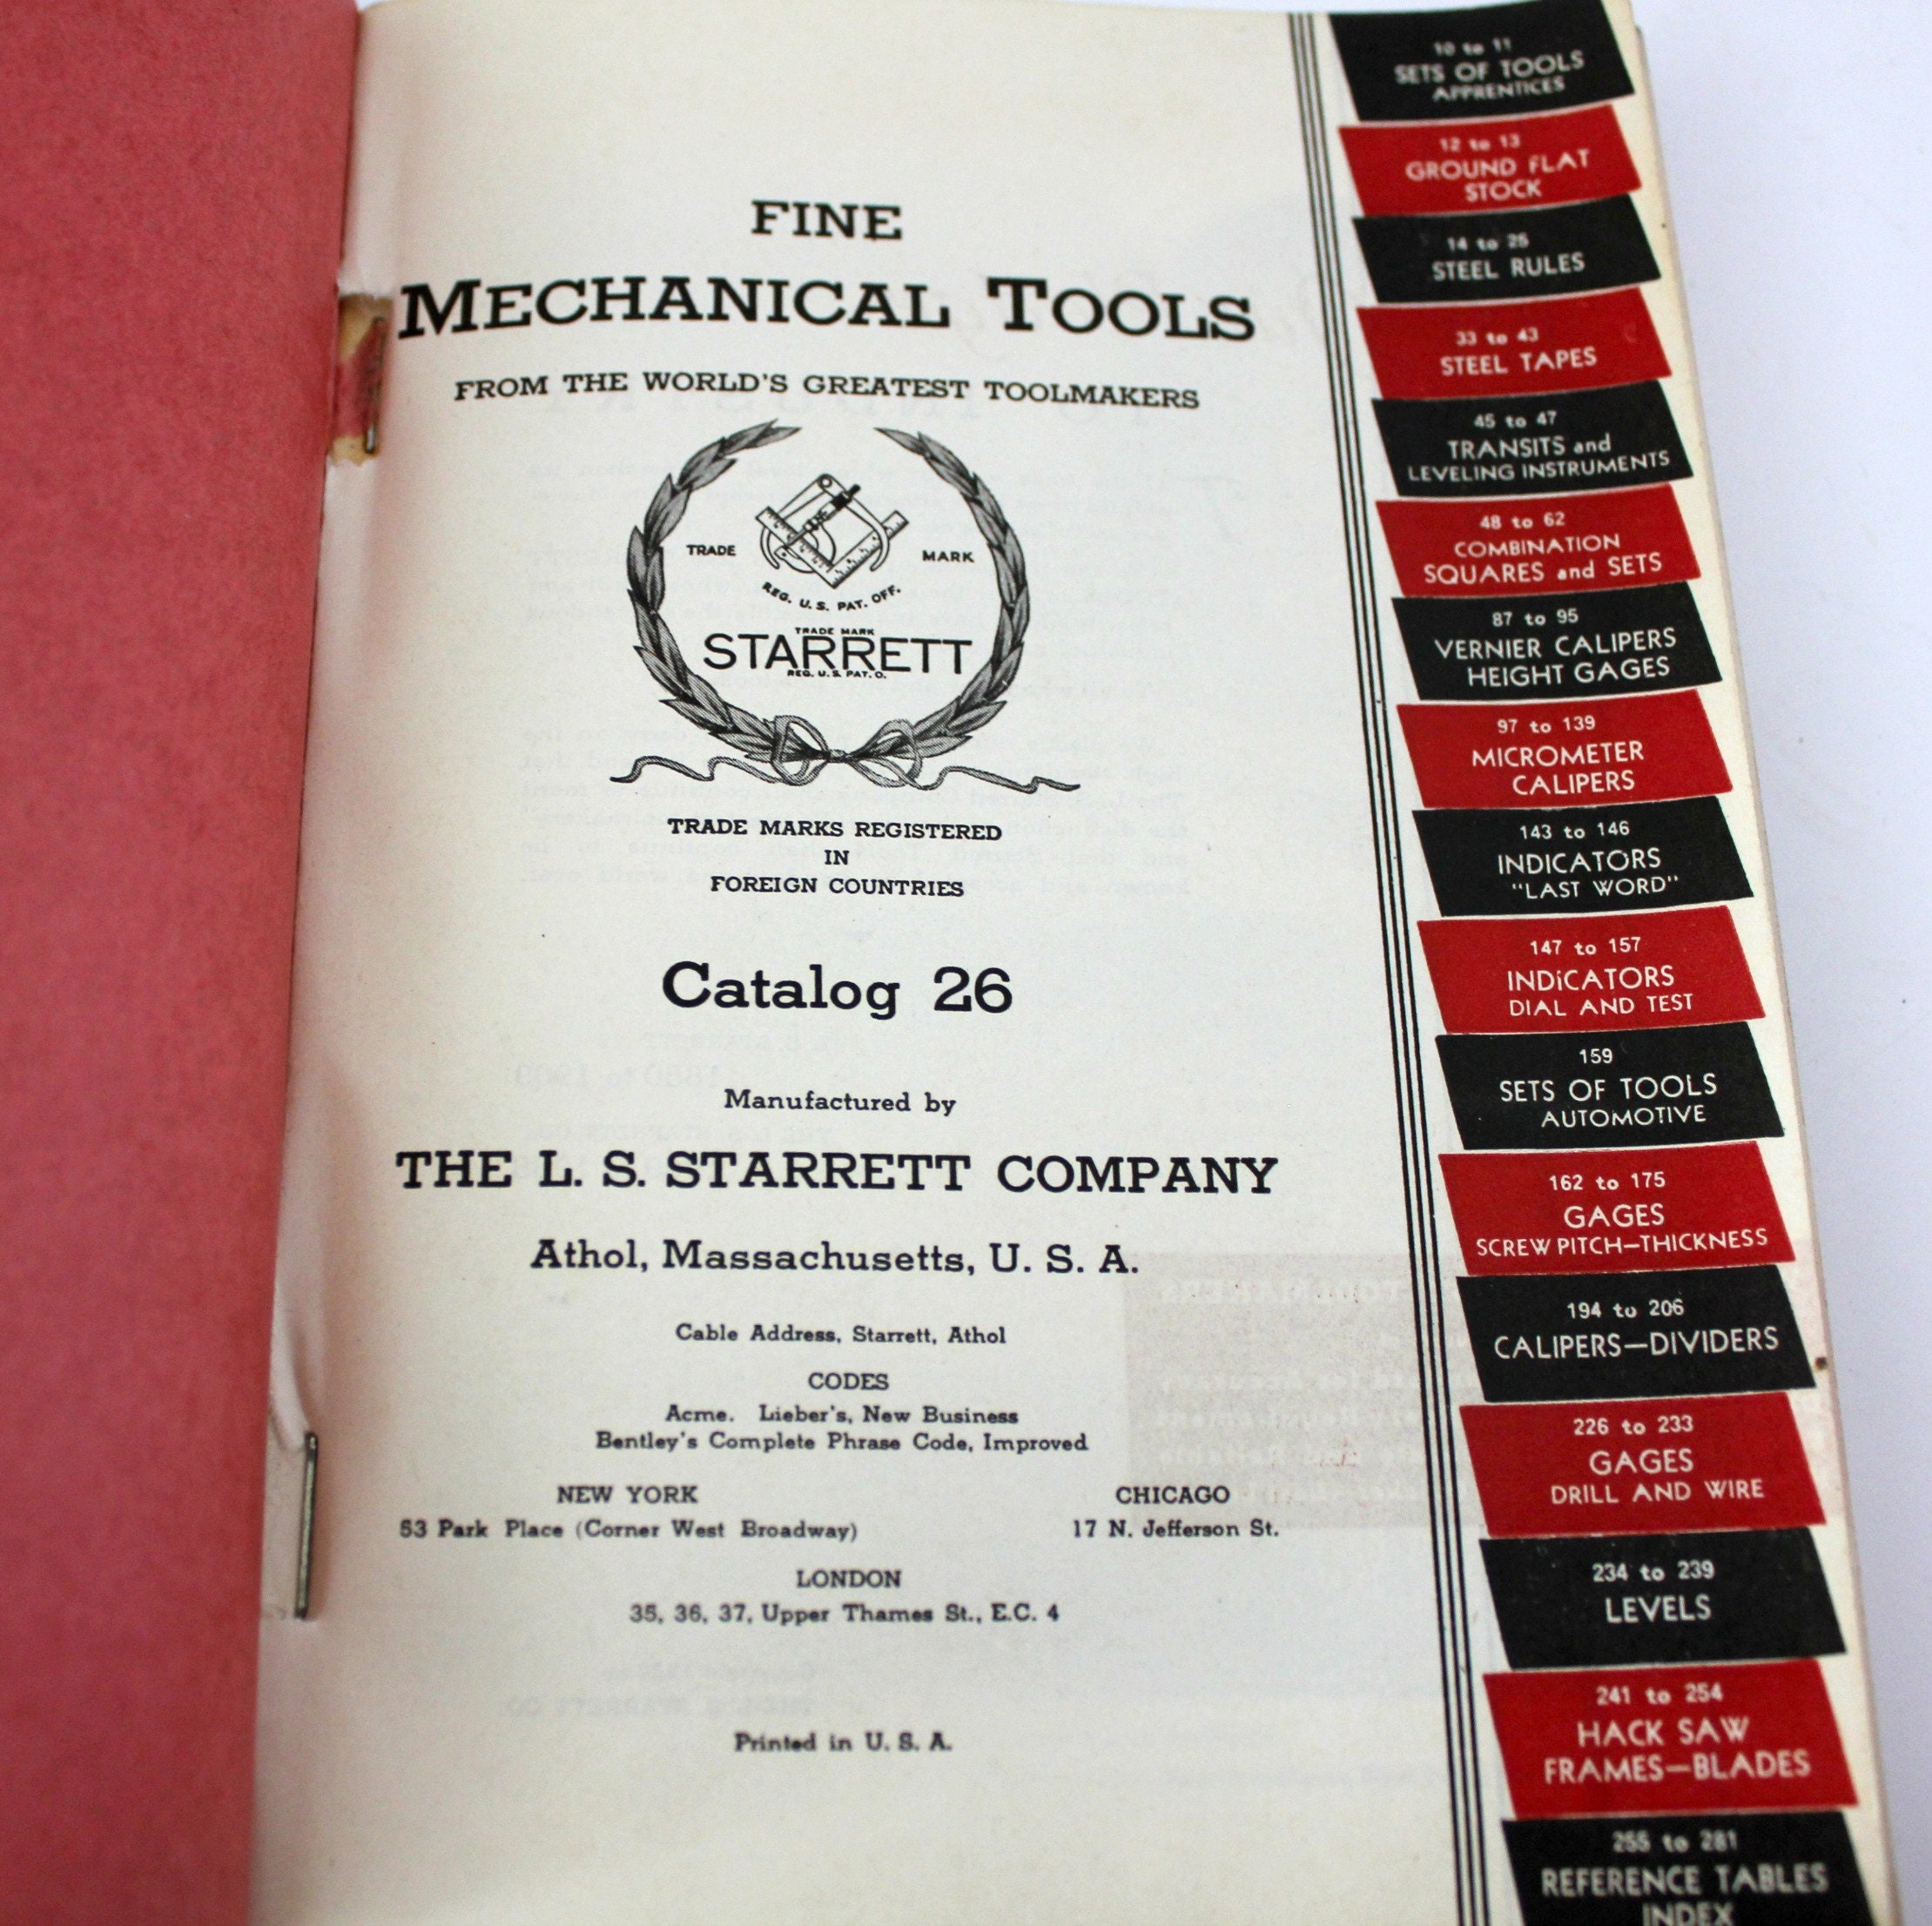 FINE
MECHANICAL TOOLS
FROM THE WORLD'S GREATEST TOOLMAKERS
TRADE MARK
REG. U. S. PAT. OFF.
TRADE MARK
STARRETT
REG. U. S. PAT. O.
TRADE MARKS REGISTERED
IN
FOREIGN COUNTRIES
Catalog 26
Manufactured by
THE L. S. STARRETT COMPANY
Athol, Massachusetts, U. S. A.
Cable Address, Starrett, Athol
CODES
Acme. Lieber's, New Business
Bentley's Complete Phrase Code, Improved
NEW YORK
53 Park Place (Corner West Broadway)
CHICAGO
17 N. Jefferson St.
LONDON
35, 36, 37, Upper Thames St., E.C. 4
Printed in U. S. A.
10 to 11
SETS OF TOOLS
APPRENTICES
12 to 13
GROUND FLAT
STOCK
14 to 25
STEEL RULES
33 to 43
STEEL TAPES
45 to 47
TRANSITS and
LEVELING INSTRUMENTS
48 to 62
COMBINATION
SQUARES and SETS
87 to 95
VERNIER CALIPERS
HEIGHT GAGES
97 to 139
MICROMETER
CALIPERS
143 to 146
INDICATORS
"LAST WORD"
147 to 157
INDiCATORS
DIAL AND TEST
159
SETS OF TOOLS
AUTOMOTIVE
162 to 175
GAGES
SCREW PITCH—THICKNESS
194 to 206
CALIPERS—DIVIDERS
226 to 233
GAGES
DRILL AND WIRE
234 to 239
LEVELS
241 to 254
HACK SAW
FRAMES—BLADES
255 to 281
REFERENCE TABLES
INDEX